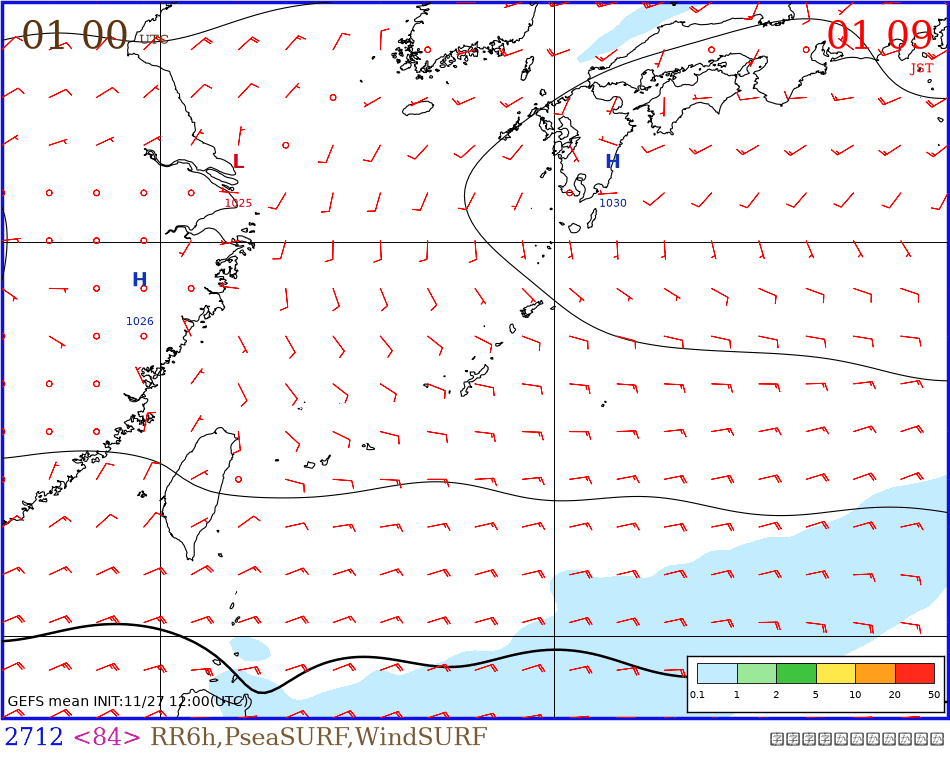 01 00 UTC
01 09
JST
L
1025
H
1030
H
1026
GEFS mean INIT:11/27 12:00(UTC)
0.1 1 2 5 10 20 50
2712 <84> RR6h,PseaSURF,WindSURF